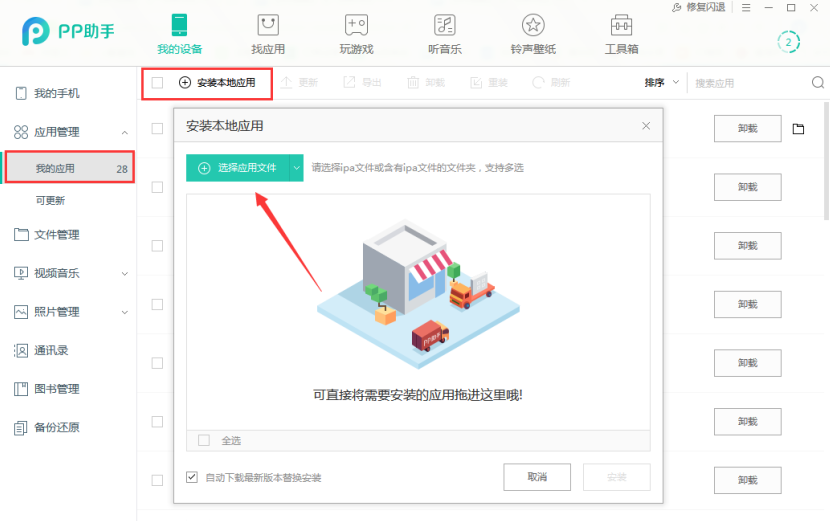 修复闪退
PP助手
我的设备
找应用
玩游戏
听音乐
铃声壁纸
工具箱
2
安装本地应用
更新
导出
卸载
重装
刷新
排序
搜索应用
我的手机
应用管理
我的应用 28
可更新
文件管理
视频音乐
照片管理
通讯录
图书管理
备份还原
安装本地应用
选择应用文件
请选择ipa文件或含有ipa文件的文件夹，支持多选
PP助手
可直接将需要安装的应用拖进这里哦!
全选
自动下载最新版本替换安装
取消
安装
卸载
卸载
卸载
卸载
卸载
卸载
卸载